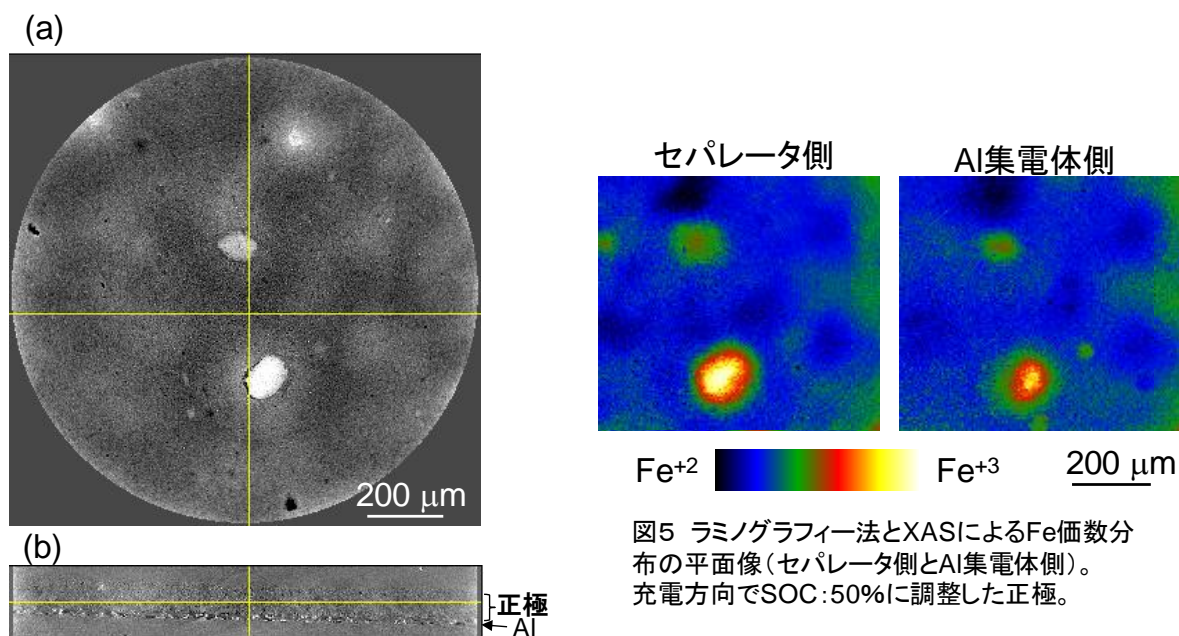 (a)
200 μm
(b)
正極
Al
セパレータ側
Al集電体側
Fe+2
Fe+3
200 μm
図5 ラミノグラフィー法とXASによるFe価数分
布の平面像(セパレータ側とAl集電体側)。
充電方向でSOC:50%に調整した正極。